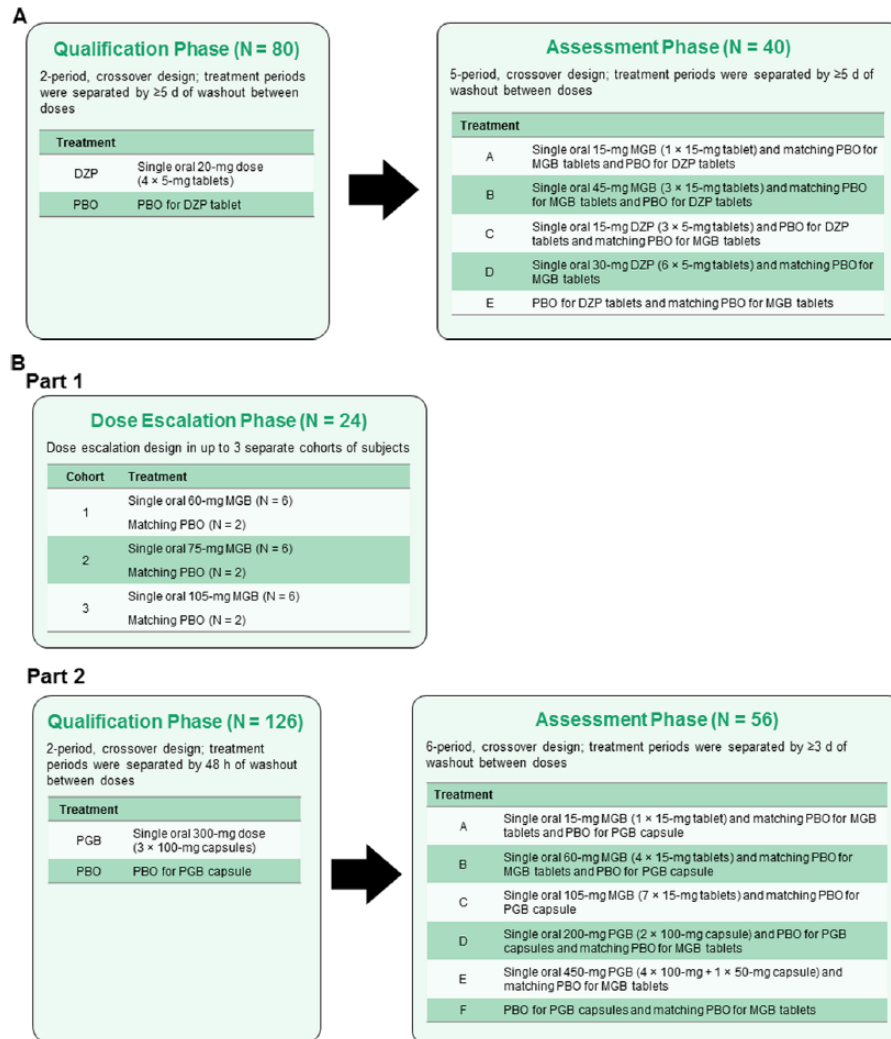 A
Qualification Phase (N = 80)
2-period, crossover design; treatment periods
were separated by ≥5 d of washout between
doses
Treatment
DZP Single oral 20-mg dose
(4 × 5-mg tablets)
PBO PBO for DZP tablet
Assessment Phase (N = 40)
5-period, crossover design; treatment periods were separated by ≥5 d of
washout between doses
Treatment
A Single oral 15-mg MGB (1 × 15-mg tablet) and matching PBO for
MGB tablets and PBO for DZP tablets
B Single oral 45-mg MGB (3 × 15-mg tablets) and matching PBO
for MGB tablets and PBO for DZP tablets
C Single oral 15-mg DZP (3 × 5-mg tablets) and PBO for DZP
tablets and matching PBO for MGB tablets
D Single oral 30-mg DZP (6 × 5-mg tablets) and matching PBO for
MGB tablets
E PBO for DZP tablets and matching PBO for MGB tablets
B
Part 1
Dose Escalation Phase (N = 24)
Dose escalation design in up to 3 separate cohorts of subjects
Cohort Treatment
1 Single oral 60-mg MGB (N = 6)
Matching PBO (N = 2)
2 Single oral 75-mg MGB (N = 6)
Matching PBO (N = 2)
3 Single oral 105-mg MGB (N = 6)
Matching PBO (N = 2)
Part 2
Qualification Phase (N = 126)
2-period, crossover design; treatment
periods were separated by 48 h of washout
between doses
Treatment
PGB Single oral 300-mg dose
(3 × 100-mg capsules)
PBO PBO for PGB capsule
Assessment Phase (N = 56)
6-period, crossover design; treatment periods were separated by ≥3 d of
washout between doses
Treatment
A Single oral 15-mg MGB (1 × 15-mg tablet) and matching PBO for MGB
tablets and PBO for PGB capsule
B Single oral 60-mg MGB (4 × 15-mg tablets) and matching PBO for
MGB tablets and PBO for PGB capsule
C Single oral 105-mg MGB (7 × 15-mg tablets) and matching PBO for
PGB capsule
D Single oral 200-mg PGB (2 × 100-mg capsule) and PBO for PGB
capsules and matching PBO for MGB tablets
E Single oral 450-mg PGB (4 × 100-mg + 1 × 50-mg capsule) and
matching PBO for MGB tablets
F PBO for PGB capsules and matching PBO for MGB tablets